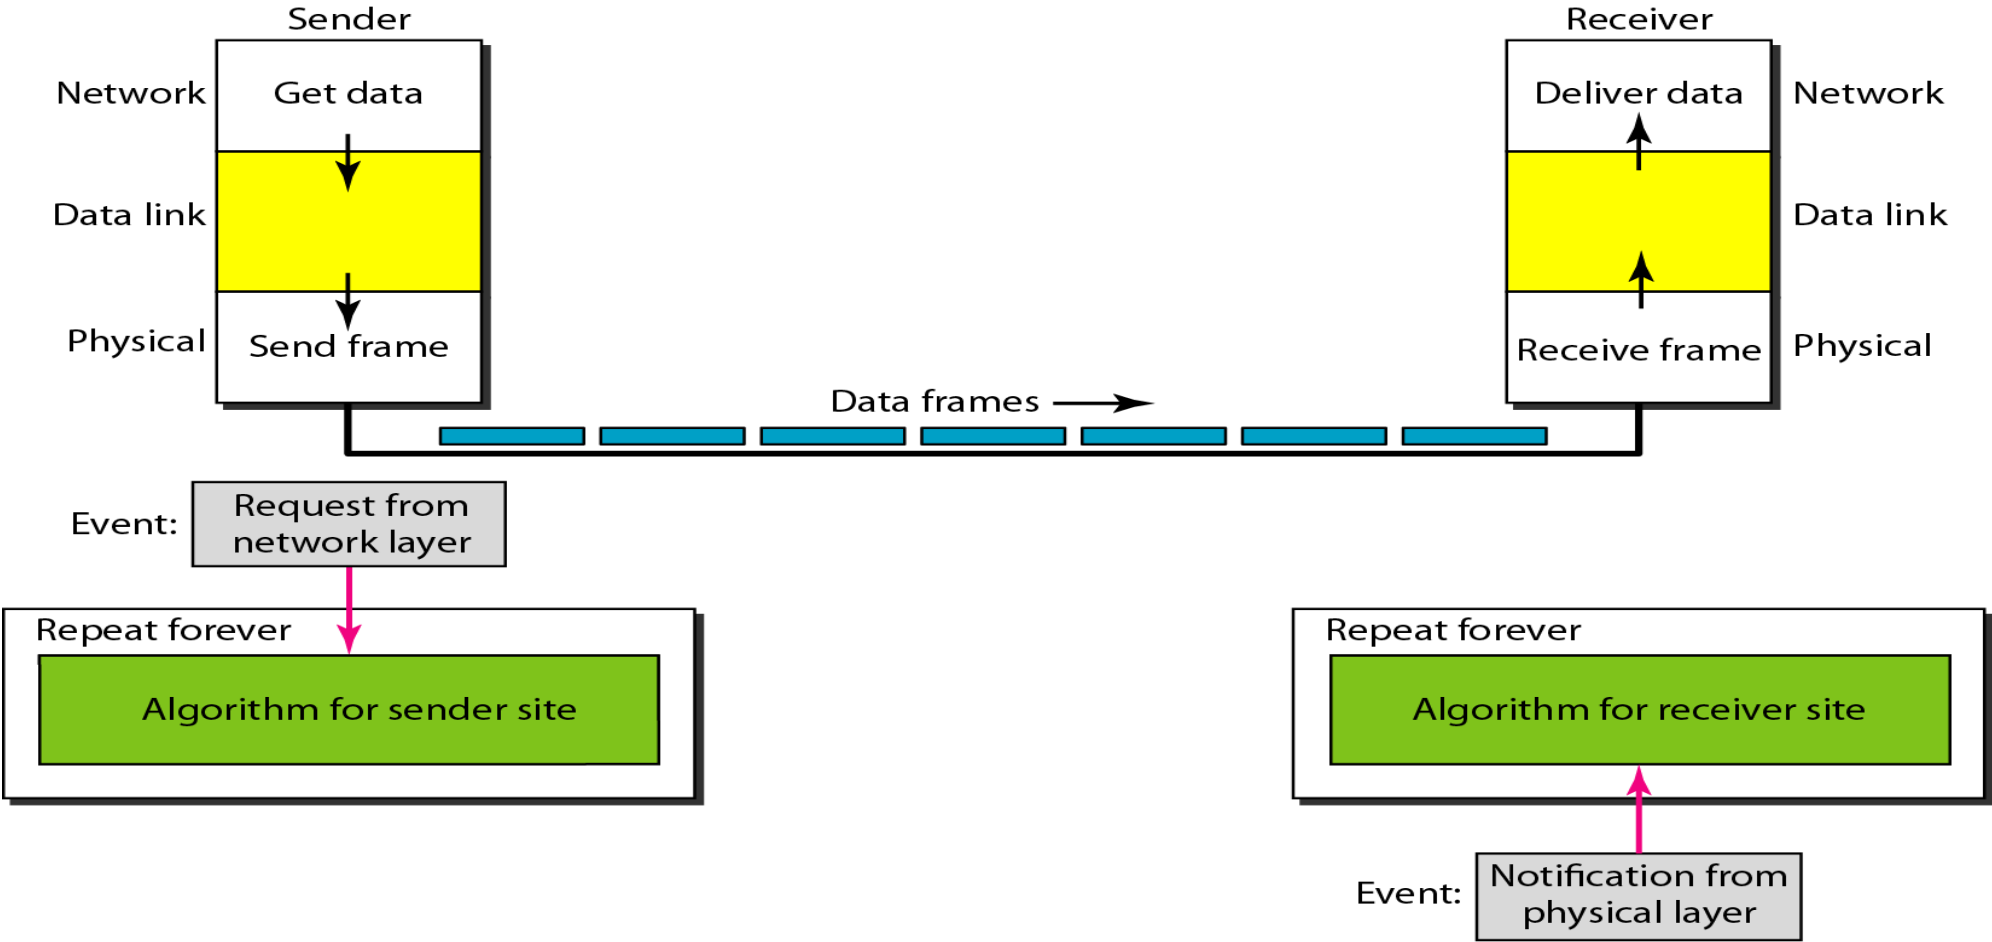 Sender
Receiver
Network
Get data
Deliver data
Network
Data link
Data link
Physical
Send frame
Receive frame
Physical
Data frames
Event:
Request from
network layer
Repeat forever
Algorithm for sender site
Repeat forever
Algorithm for receiver site
Event:
Notification from
physical layer